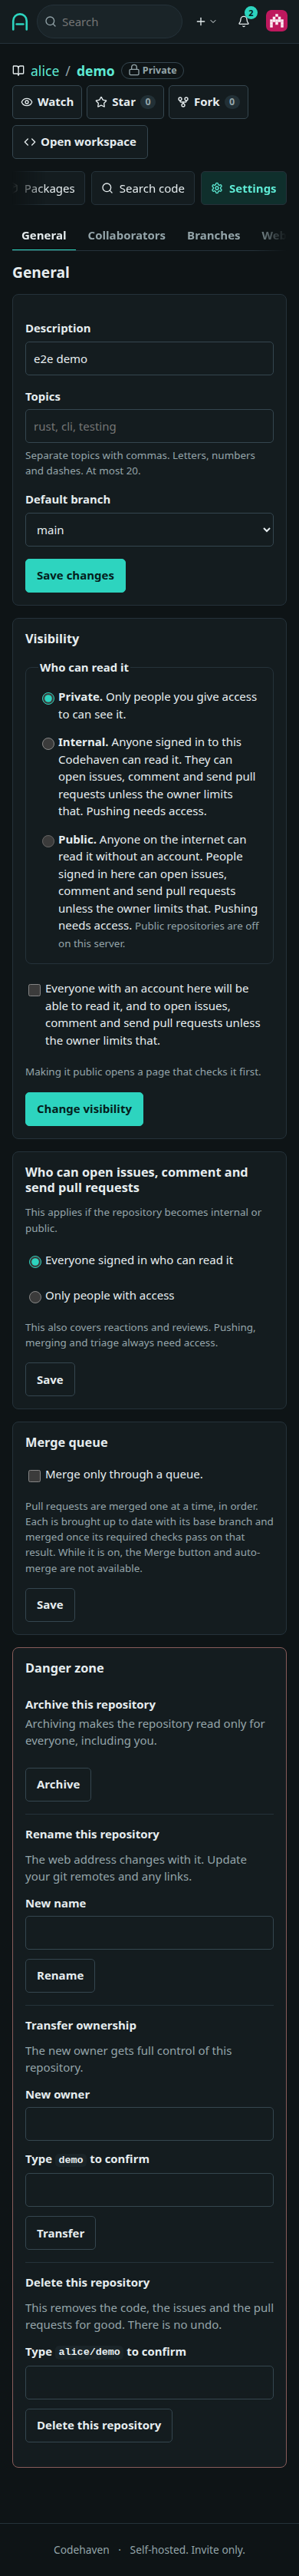 Search
2
alice / demo Private
Watch
Star 0
Fork 0
Open workspace
Packages
Search code
Settings
General Collaborators Branches
General
Description
e2e demo
Topics
rust, cli, testing
Separate topics with commas. Letters, numbers
and dashes. At most 20.
Default branch
main
Save changes
Visibility
Who can read it
Private. Only people you give access
to can see it.
Internal. Anyone signed in to this
Codehaven can read it. They can
open issues, comment and send pull
requests unless the owner limits
that. Pushing needs access.
Public. Anyone on the internet can
read it without an account. People
signed in here can open issues,
comment and send pull requests
unless the owner limits that. Pushing
needs access. Public repositories are off
on this server.
Everyone with an account here will be
able to read it, and to open issues,
comment and send pull requests unless
the owner limits that.
Making it public opens a page that checks it first.
Change visibility
Who can open issues, comment and
send pull requests
This applies if the repository becomes internal or
public.
Everyone signed in who can read it
Only people with access
This also covers reactions and reviews. Pushing,
merging and triage always need access.
Save
Merge queue
Merge only through a queue.
Pull requests are merged one at a time, in order.
Each is brought up to date with its base branch and
merged once its required checks pass on that
result. While it is on, the Merge button and auto-
merge are not available.
Save
Danger zone
Archive this repository
Archiving makes the repository read only for
everyone, including you.
Archive
Rename this repository
The web address changes with it. Update
your git remotes and any links.
New name
Rename
Transfer ownership
The new owner gets full control of this
repository.
New owner
Type demo to confirm
Transfer
Delete this repository
This removes the code, the issues and the pull
requests for good. There is no undo.
Type alice/demo to confirm
Delete this repository
Codehaven · Self-hosted. Invite only.